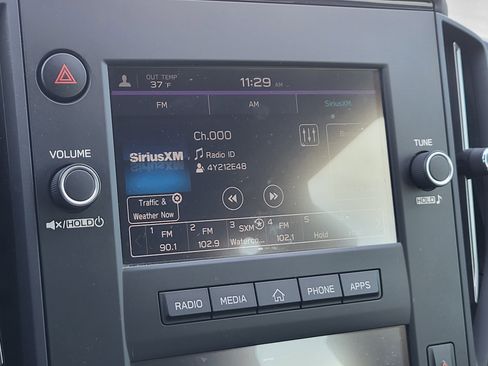 OUT TEMP
37 F
11:29 AM
FM AM SiriusXM
Ch.000
SiriusXM
Radio ID
4Y212E48
Traffic &
Weather Now
1 FM 90.1
2 FM 102.9
3 SXM Waterco...
4 FM 102.1
5 Hold
VOLUME
HOLD
TUNE
HOLD
RADIO MEDIA PHONE APPS